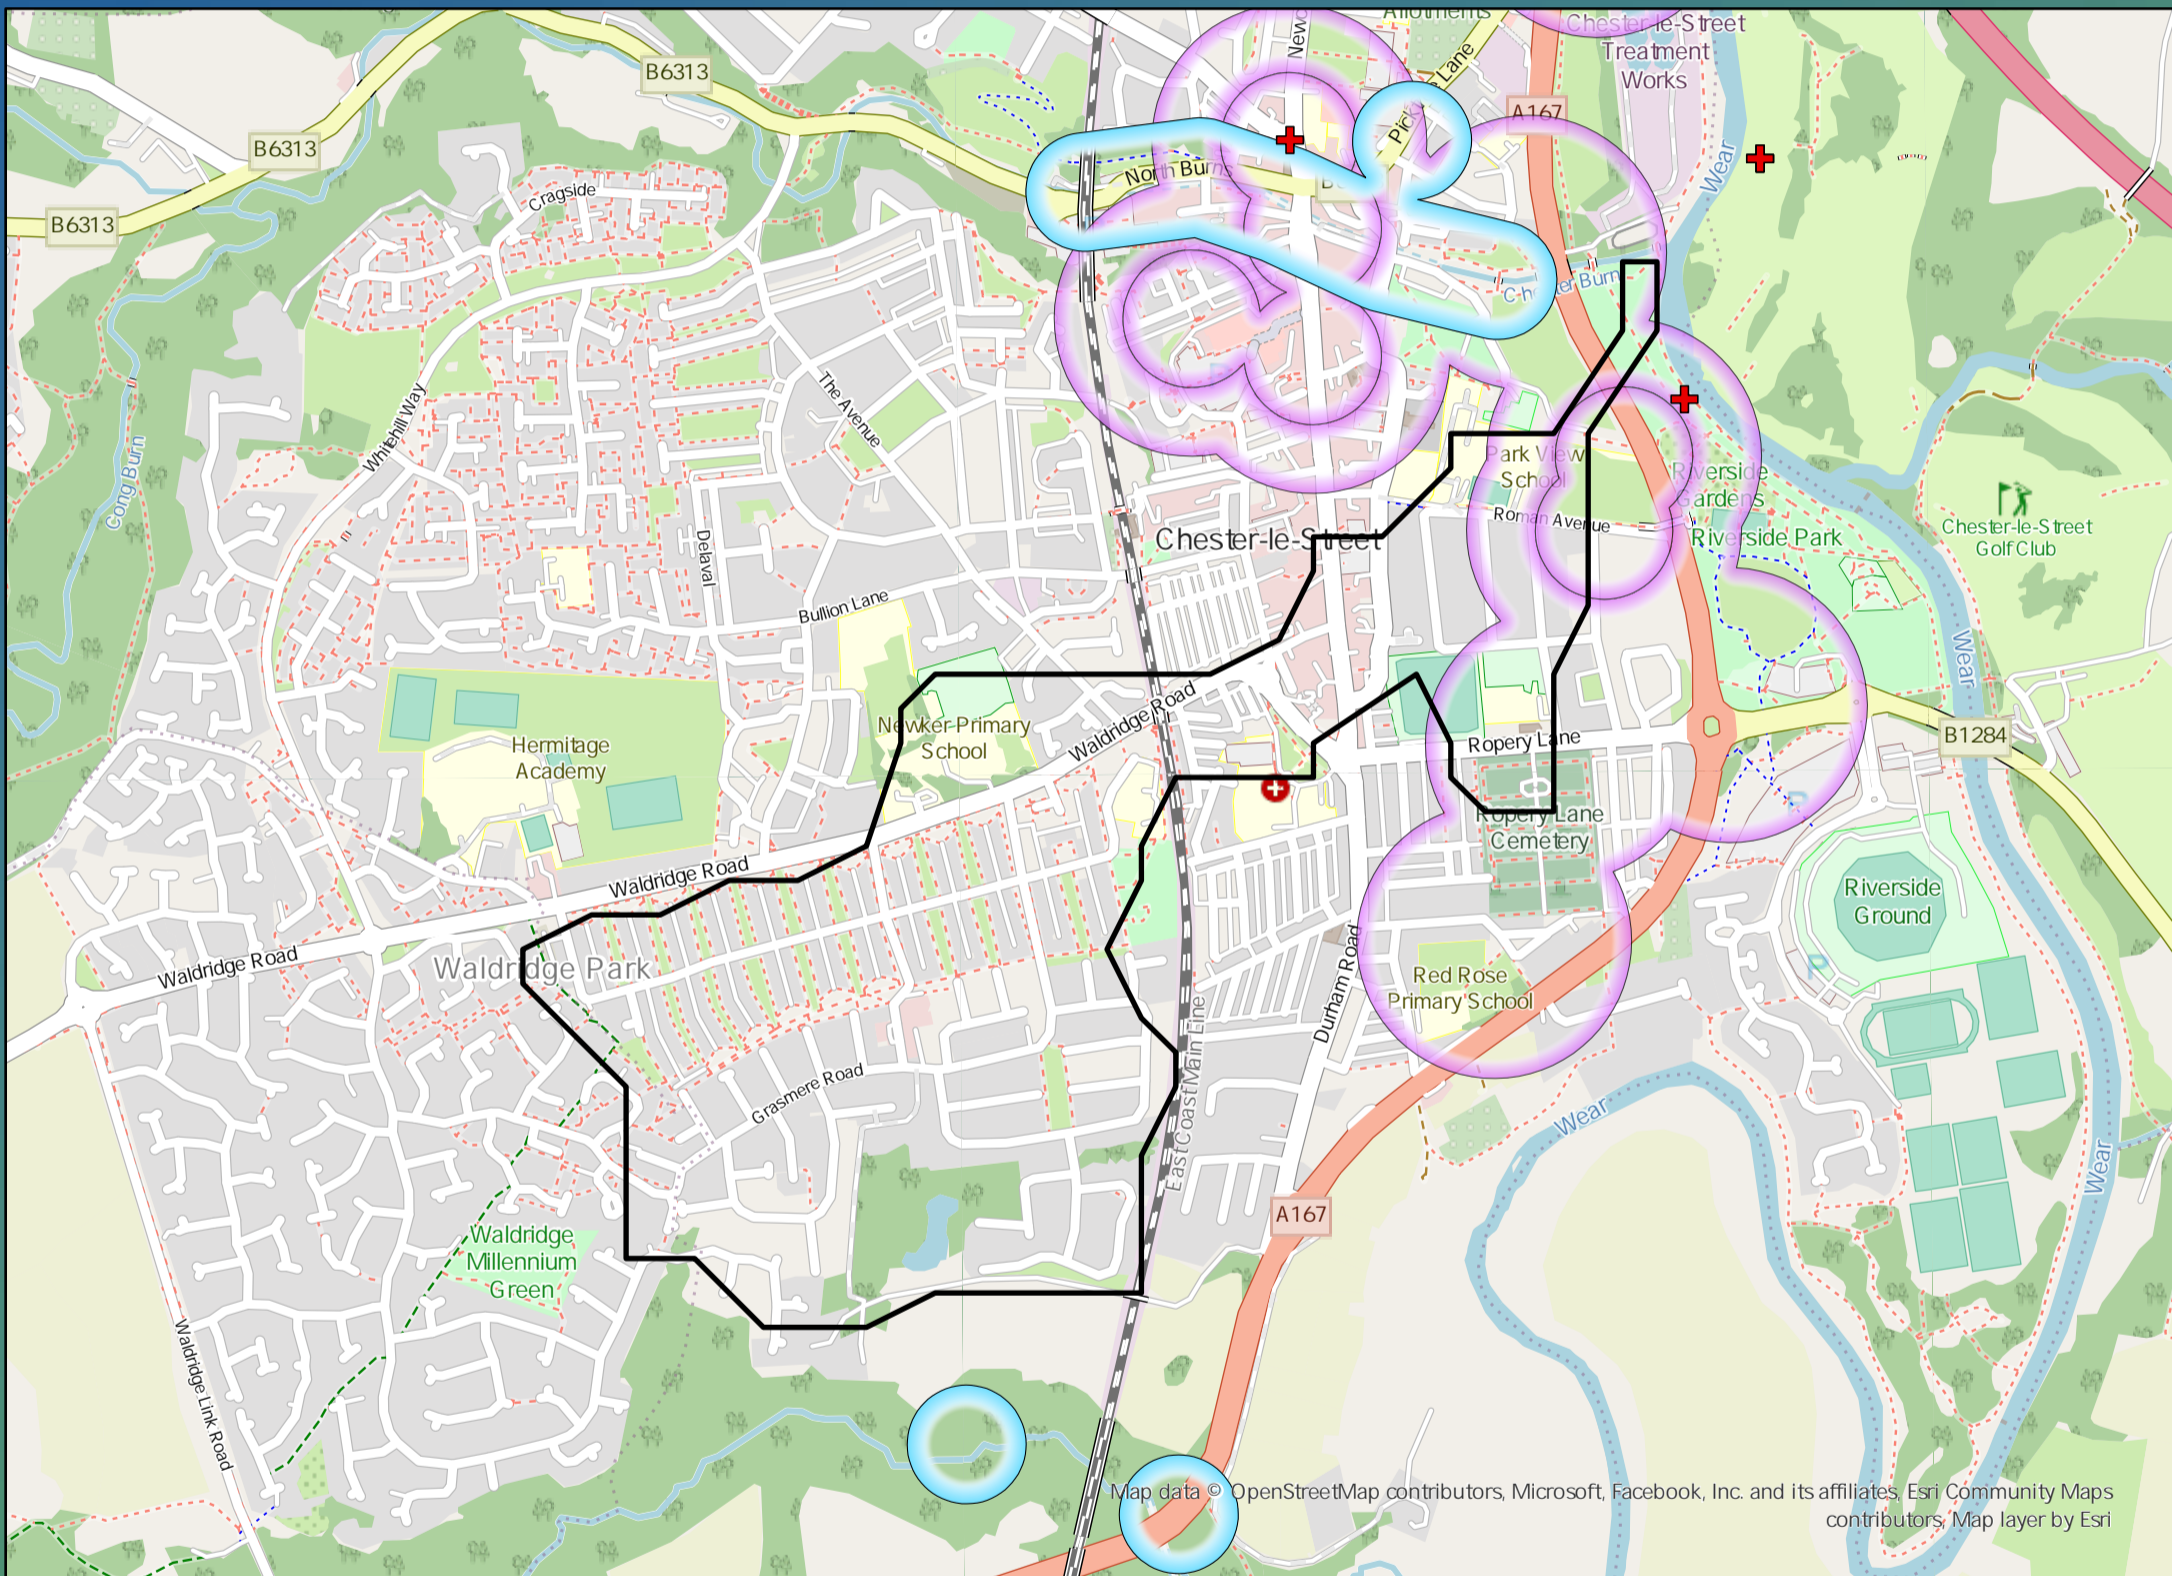 Allotments
Chester-le-Street
Treatment
Works
Newc
B6313
Pick
e Lane
A167
B6313
Wear
North Burns
B
Cragside
B6313
Chester Burn
The Avenue
Whitehill Way
Cong Burn
Park View
School
Riverside
Gardens
Roman Avenue
Chester-le-Street
Riverside Park
Chester-le-Street
Golf Club
Delaval
Bullion Lane
Wear
Waldridge Road
Newker Primary
School
Ropery Lane
B1284
Hermitage
Academy
P
Ropery Lane
Cemetery
Waldridge Road
Riverside
Ground
Waldridge Road
Waldridge Park
P
Durham Road
Red Rose
Primary School
East Coast Main Line
Grasmere Road
Wear
Wear
A167
Waldridge
Millennium
Green
Waldridge Link Road
Map data © OpenStreetMap contributors, Microsoft, Facebook, Inc. and its affiliates, Esri Community Maps
contributors, Map layer by Esri